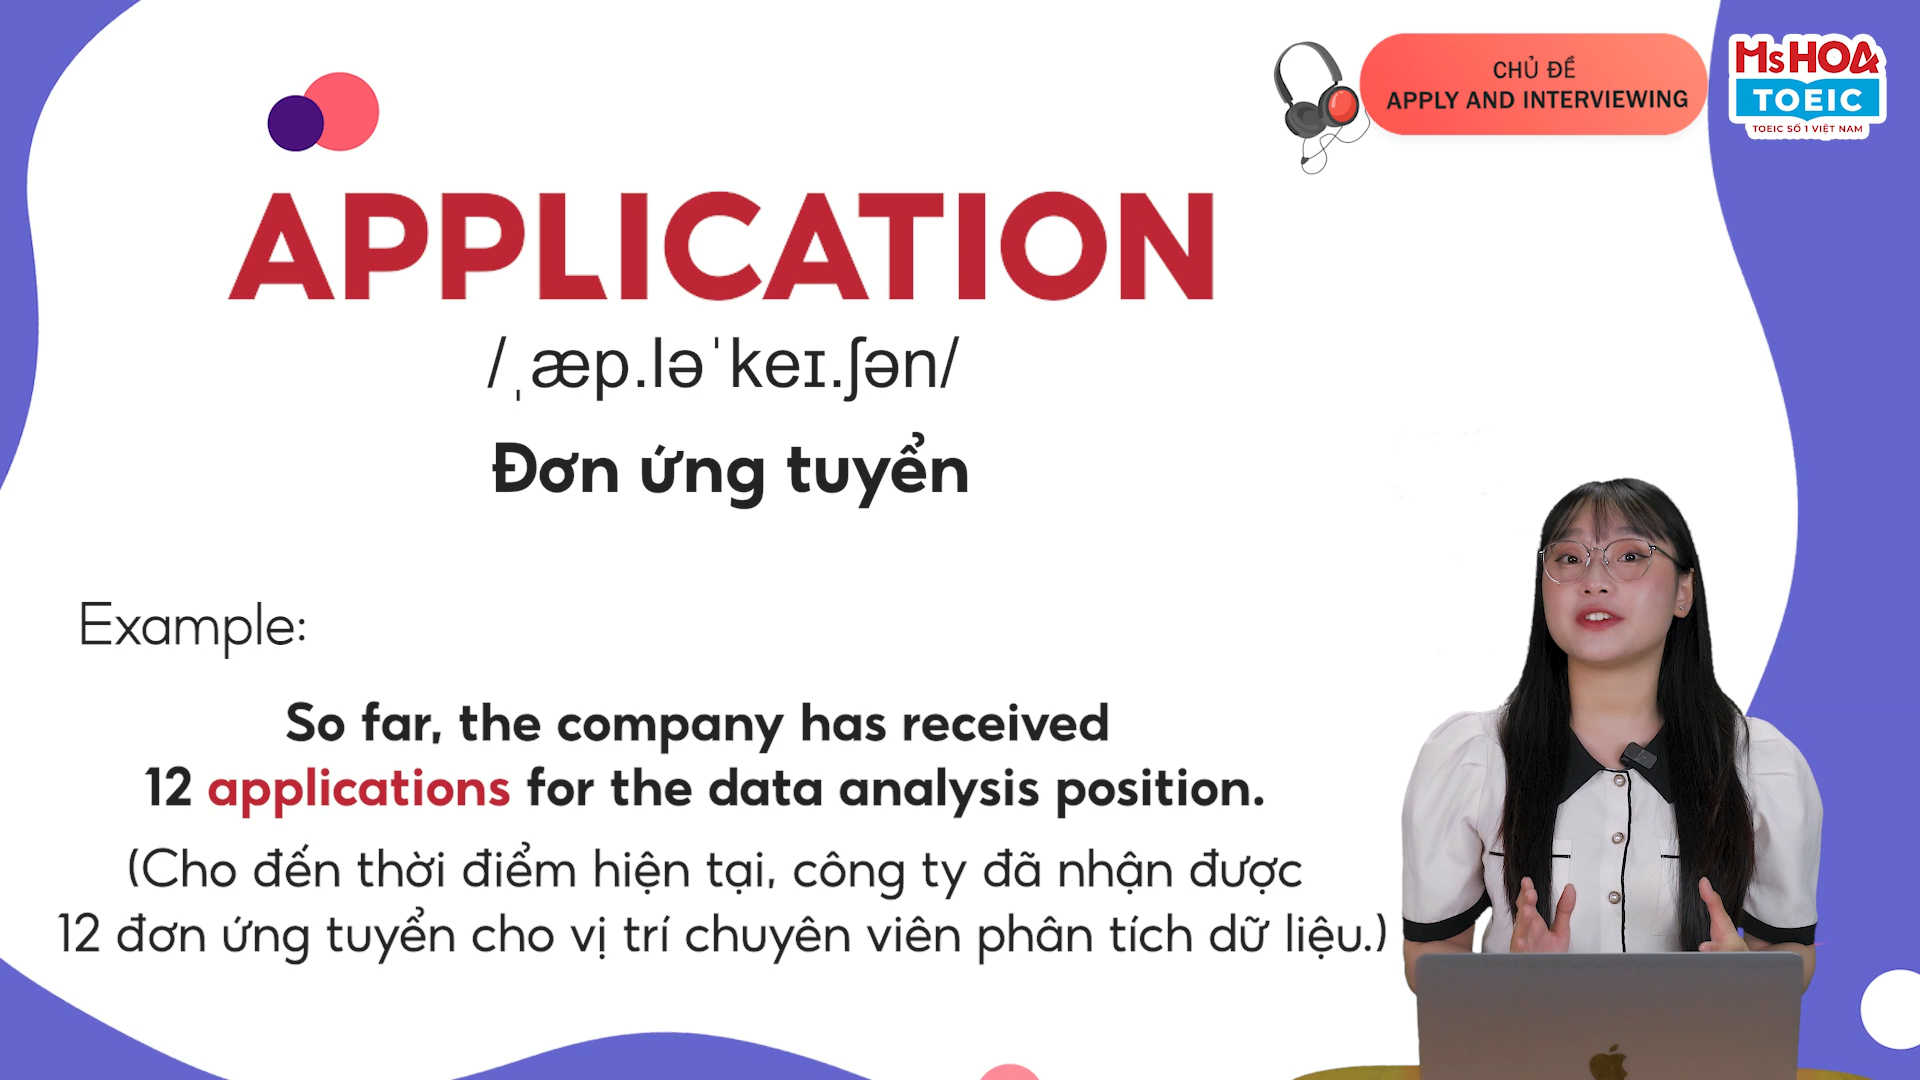 CHỦ ĐỀ
APPLY AND INTERVIEWING
Ms HOA
TOEIC
TOEIC SỐ 1 VIỆT NAM
APPLICATION
/ˌæp.ləˈkeɪ.ʃən/
Đơn ứng tuyển
Example:
So far, the company has received
12 applications for the data analysis position.
(Cho đến thời điểm hiện tại, công ty đã nhận được
12 đơn ứng tuyển cho vị trí chuyên viên phân tích dữ liệu.)